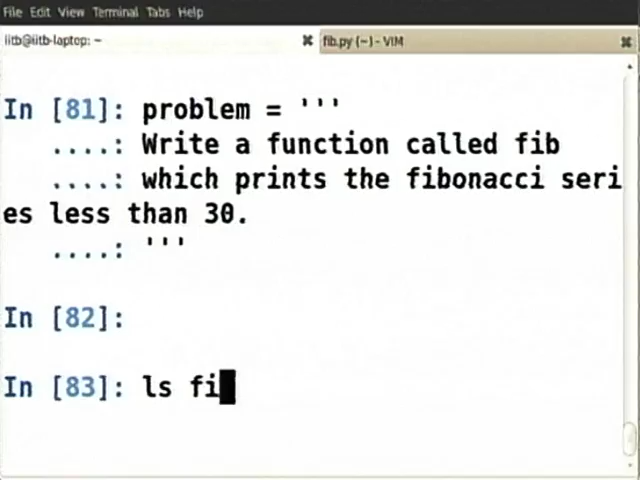 File Edit View Terminal Tabs Help
iitb@iitb-laptop: ~ ✖ fib.py (~) - VIM ✖
In [81]: problem = '''
....: Write a function called fib
....: which prints the fibonacci seri
es less than 30.
....: '''
In [82]:
In [83]: ls fi